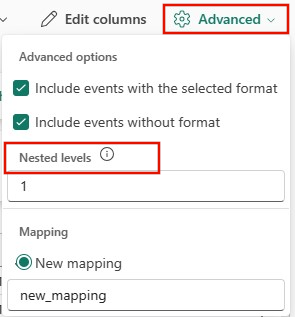 Edit columns
Advanced
Advanced options
Include events with the selected format
Include events without format
Nested levels
1
Mapping
New mapping
new_mapping